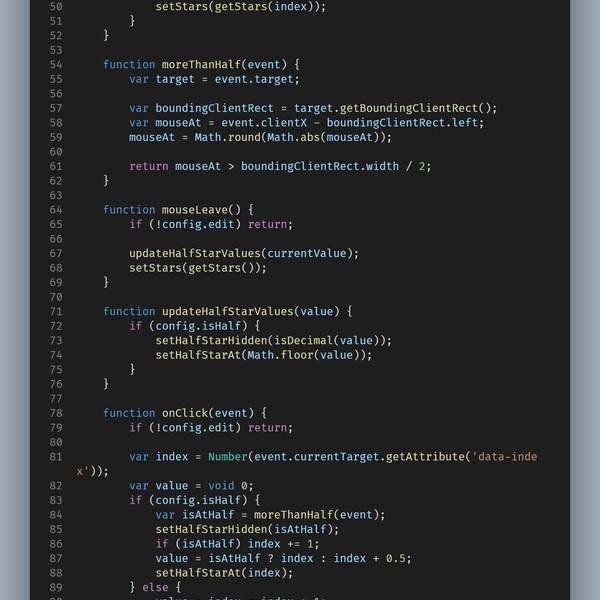 50 setStars(getStars(index));
51 }
52 }
53
54 function moreThanHalf(event) {
55 var target = event.target;
56
57 var boundingClientRect = target.getBoundingClientRect();
58 var mouseAt = event.clientX - boundingClientRect.left;
59 mouseAt = Math.round(Math.abs(mouseAt));
60
61 return mouseAt > boundingClientRect.width / 2;
62 }
63
64 function mouseLeave() {
65 if (!config.edit) return;
66
67 updateHalfStarValues(currentValue);
68 setStars(getStars());
69 }
70
71 function updateHalfStarValues(value) {
72 if (config.isHalf) {
73 setHalfStarHidden(isDecimal(value));
74 setHalfStarAt(Math.floor(value));
75 }
76 }
77
78 function onClick(event) {
79 if (!config.edit) return;
80
81 var index = Number(event.currentTarget.getAttribute('data-inde
x'));
82 var value = void 0;
83 if (config.isHalf) {
84 var isAtHalf = moreThanHalf(event);
85 setHalfStarHidden(isAtHalf);
86 if (isAtHalf) index += 1;
87 value = isAtHalf ? index : index + 0.5;
88 setHalfStarAt(index);
89 } else {